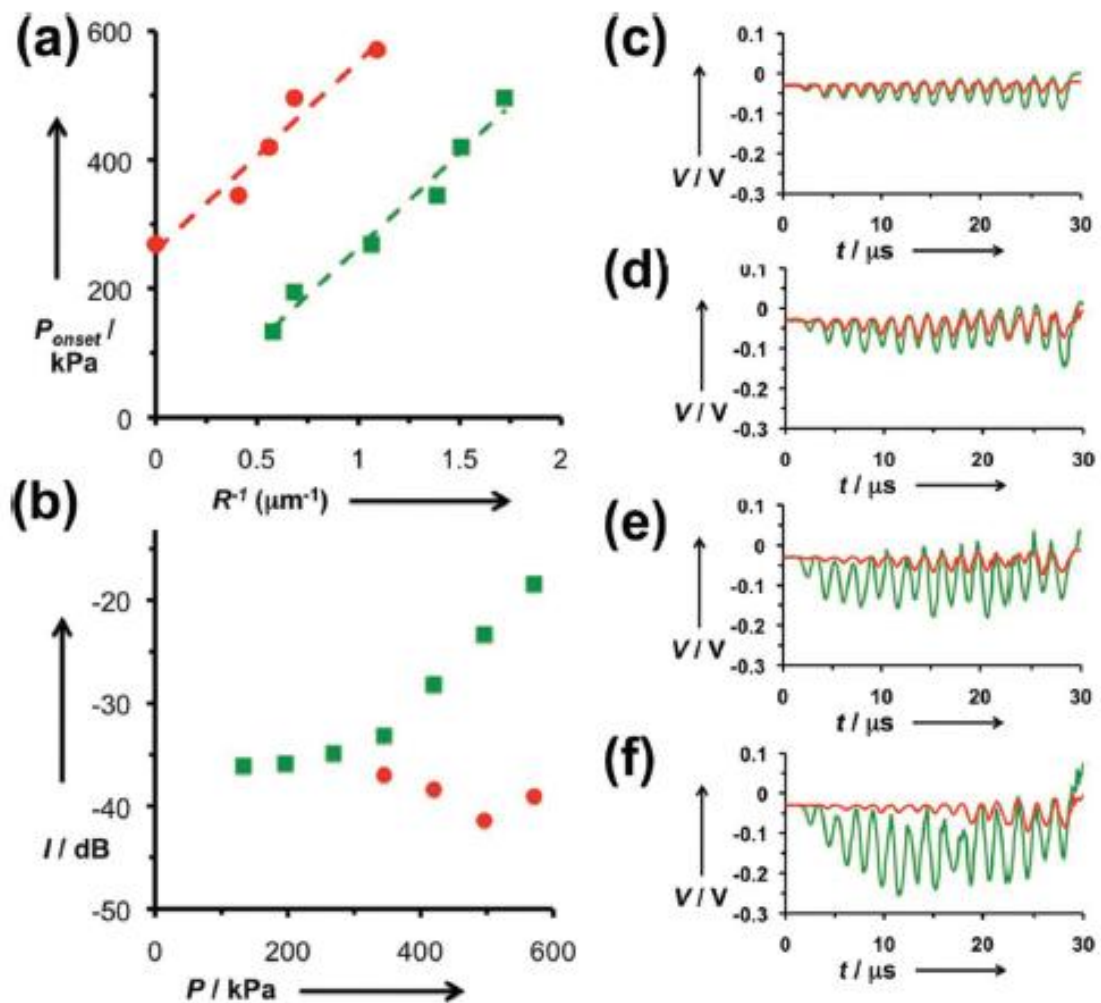 (a)
600
400
200
0
P_onset /
kPa
0
0.5
1
1.5
2
R⁻¹ (μm⁻¹)
(b)
-20
-30
-40
-50
I / dB
0
200
400
600
P / kPa
(c)
0.1
0
-0.1
-0.2
-0.3
V / V
0
10
20
30
t / μs
(d)
0.1
0
-0.1
-0.2
-0.3
V / V
0
10
20
30
t / μs
(e)
0.1
0
-0.1
-0.2
-0.3
V / V
0
10
20
30
t / μs
(f)
0.1
0
-0.1
-0.2
-0.3
V / V
0
10
20
30
t / μs